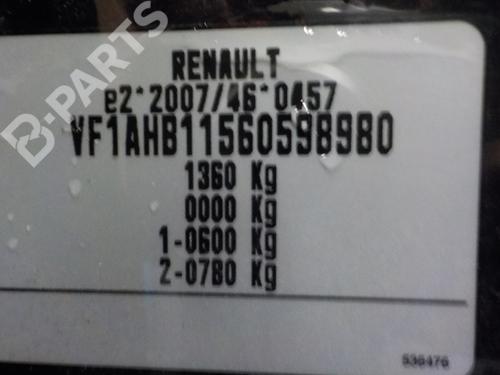 RENAULT
e2*2007/46*0457
VF1AHB11560598980
1360 Kg
0000 Kg
1-0600 Kg
2-0780 Kg
536476
B-PARTS